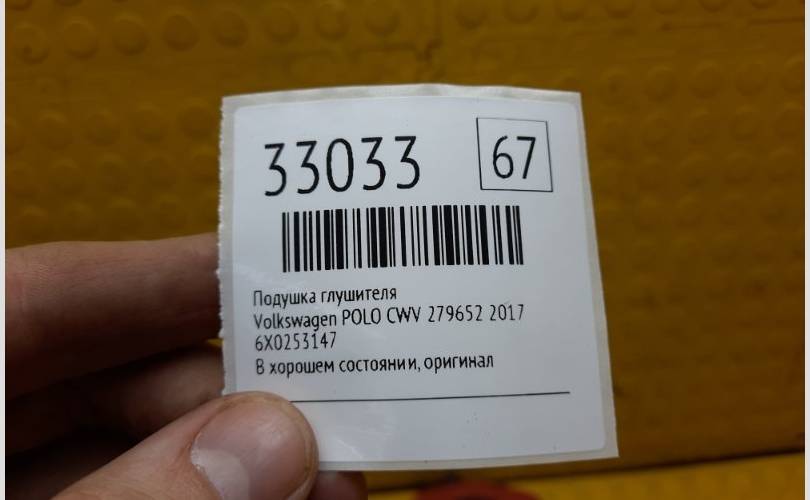 33033 67
Подушка глушителя
Volkswagen POLO CWV 279652 2017
6X0253147
В хорошем состоянии, оригинал